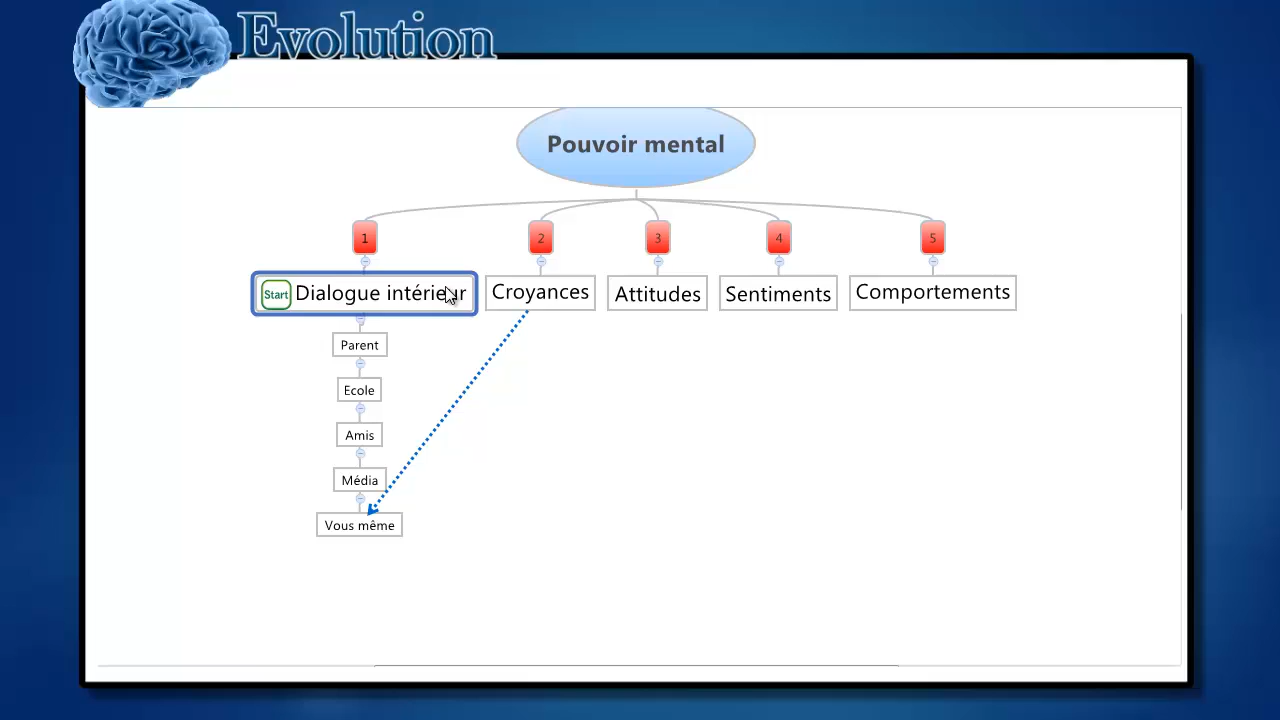 Evolution
Pouvoir mental
1 2 3 4 5
Start Dialogue intérieur Croyances Attitudes Sentiments Comportements
Parent
Ecole
Amis
Média
Vous même